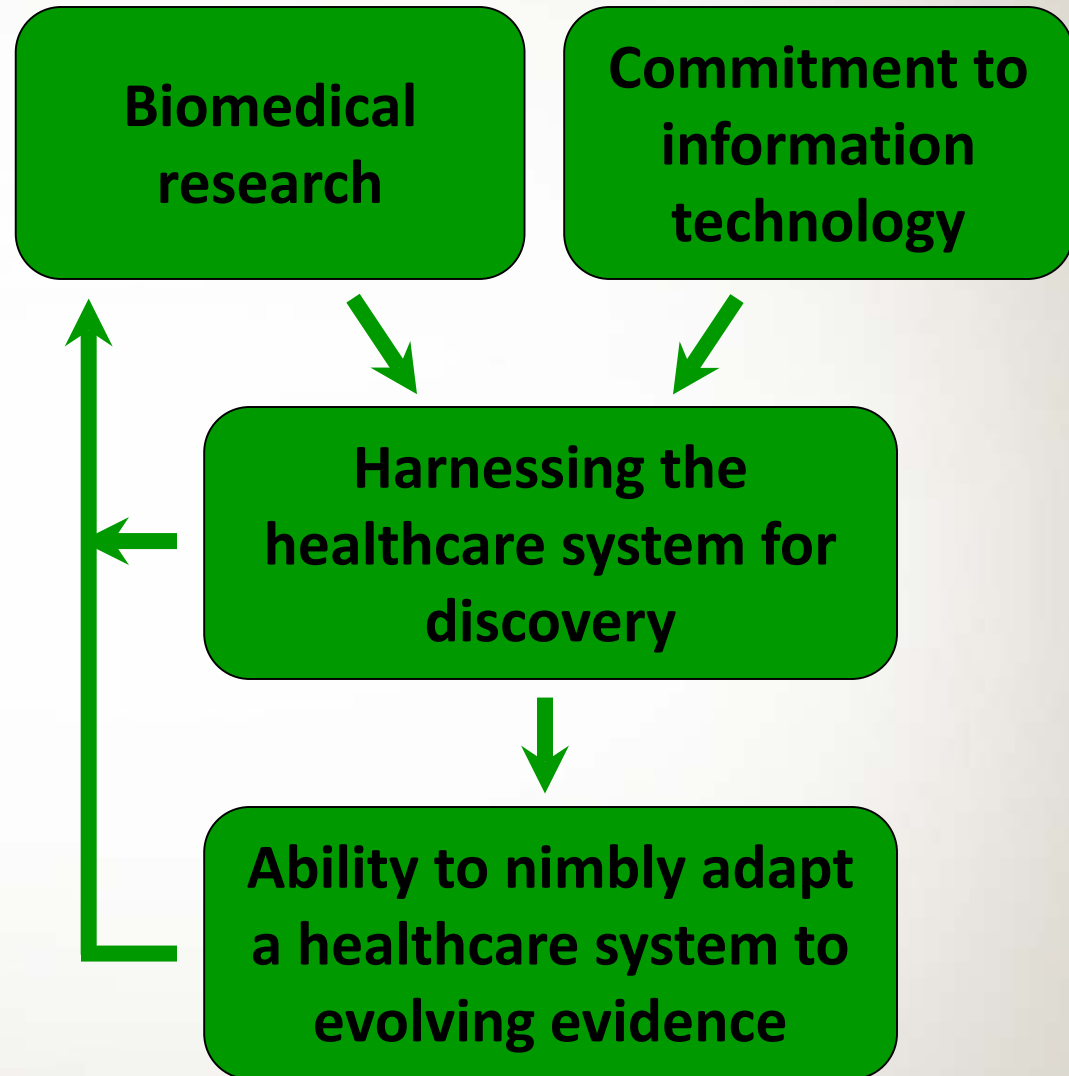 Biomedical
research
Commitment to
information
technology
Harnessing the
healthcare system for
discovery
Ability to nimbly adapt
a healthcare system to
evolving evidence